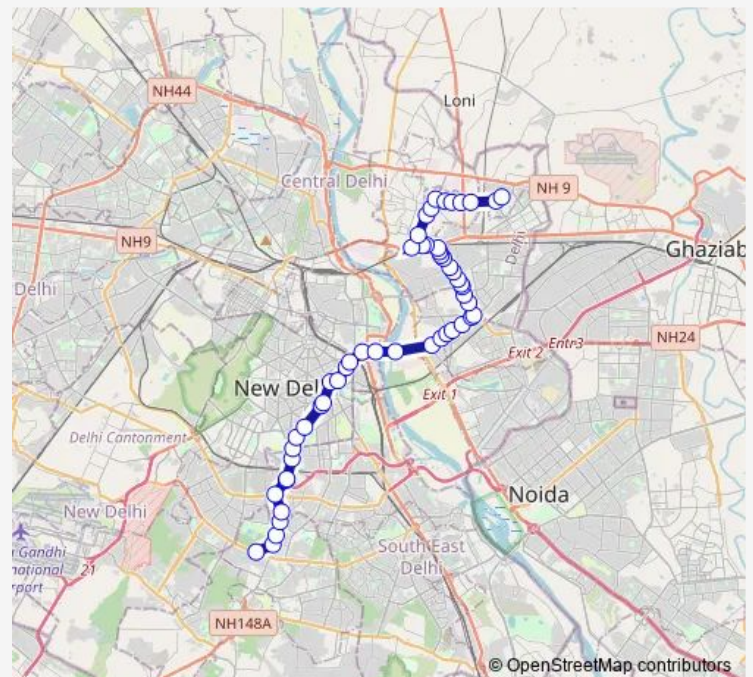 Loni
NH44
Central Delhi
NH 9
NH9
Delhi
Ghaziab
Delhi
NH24
Entr3
Exit 2
New Del
Exit 1
Delhi Cantonment
Noida
New Delhi
Gandhi
national
rport
21
South East
Delhi
NH148A
© OpenStreetMap contributors